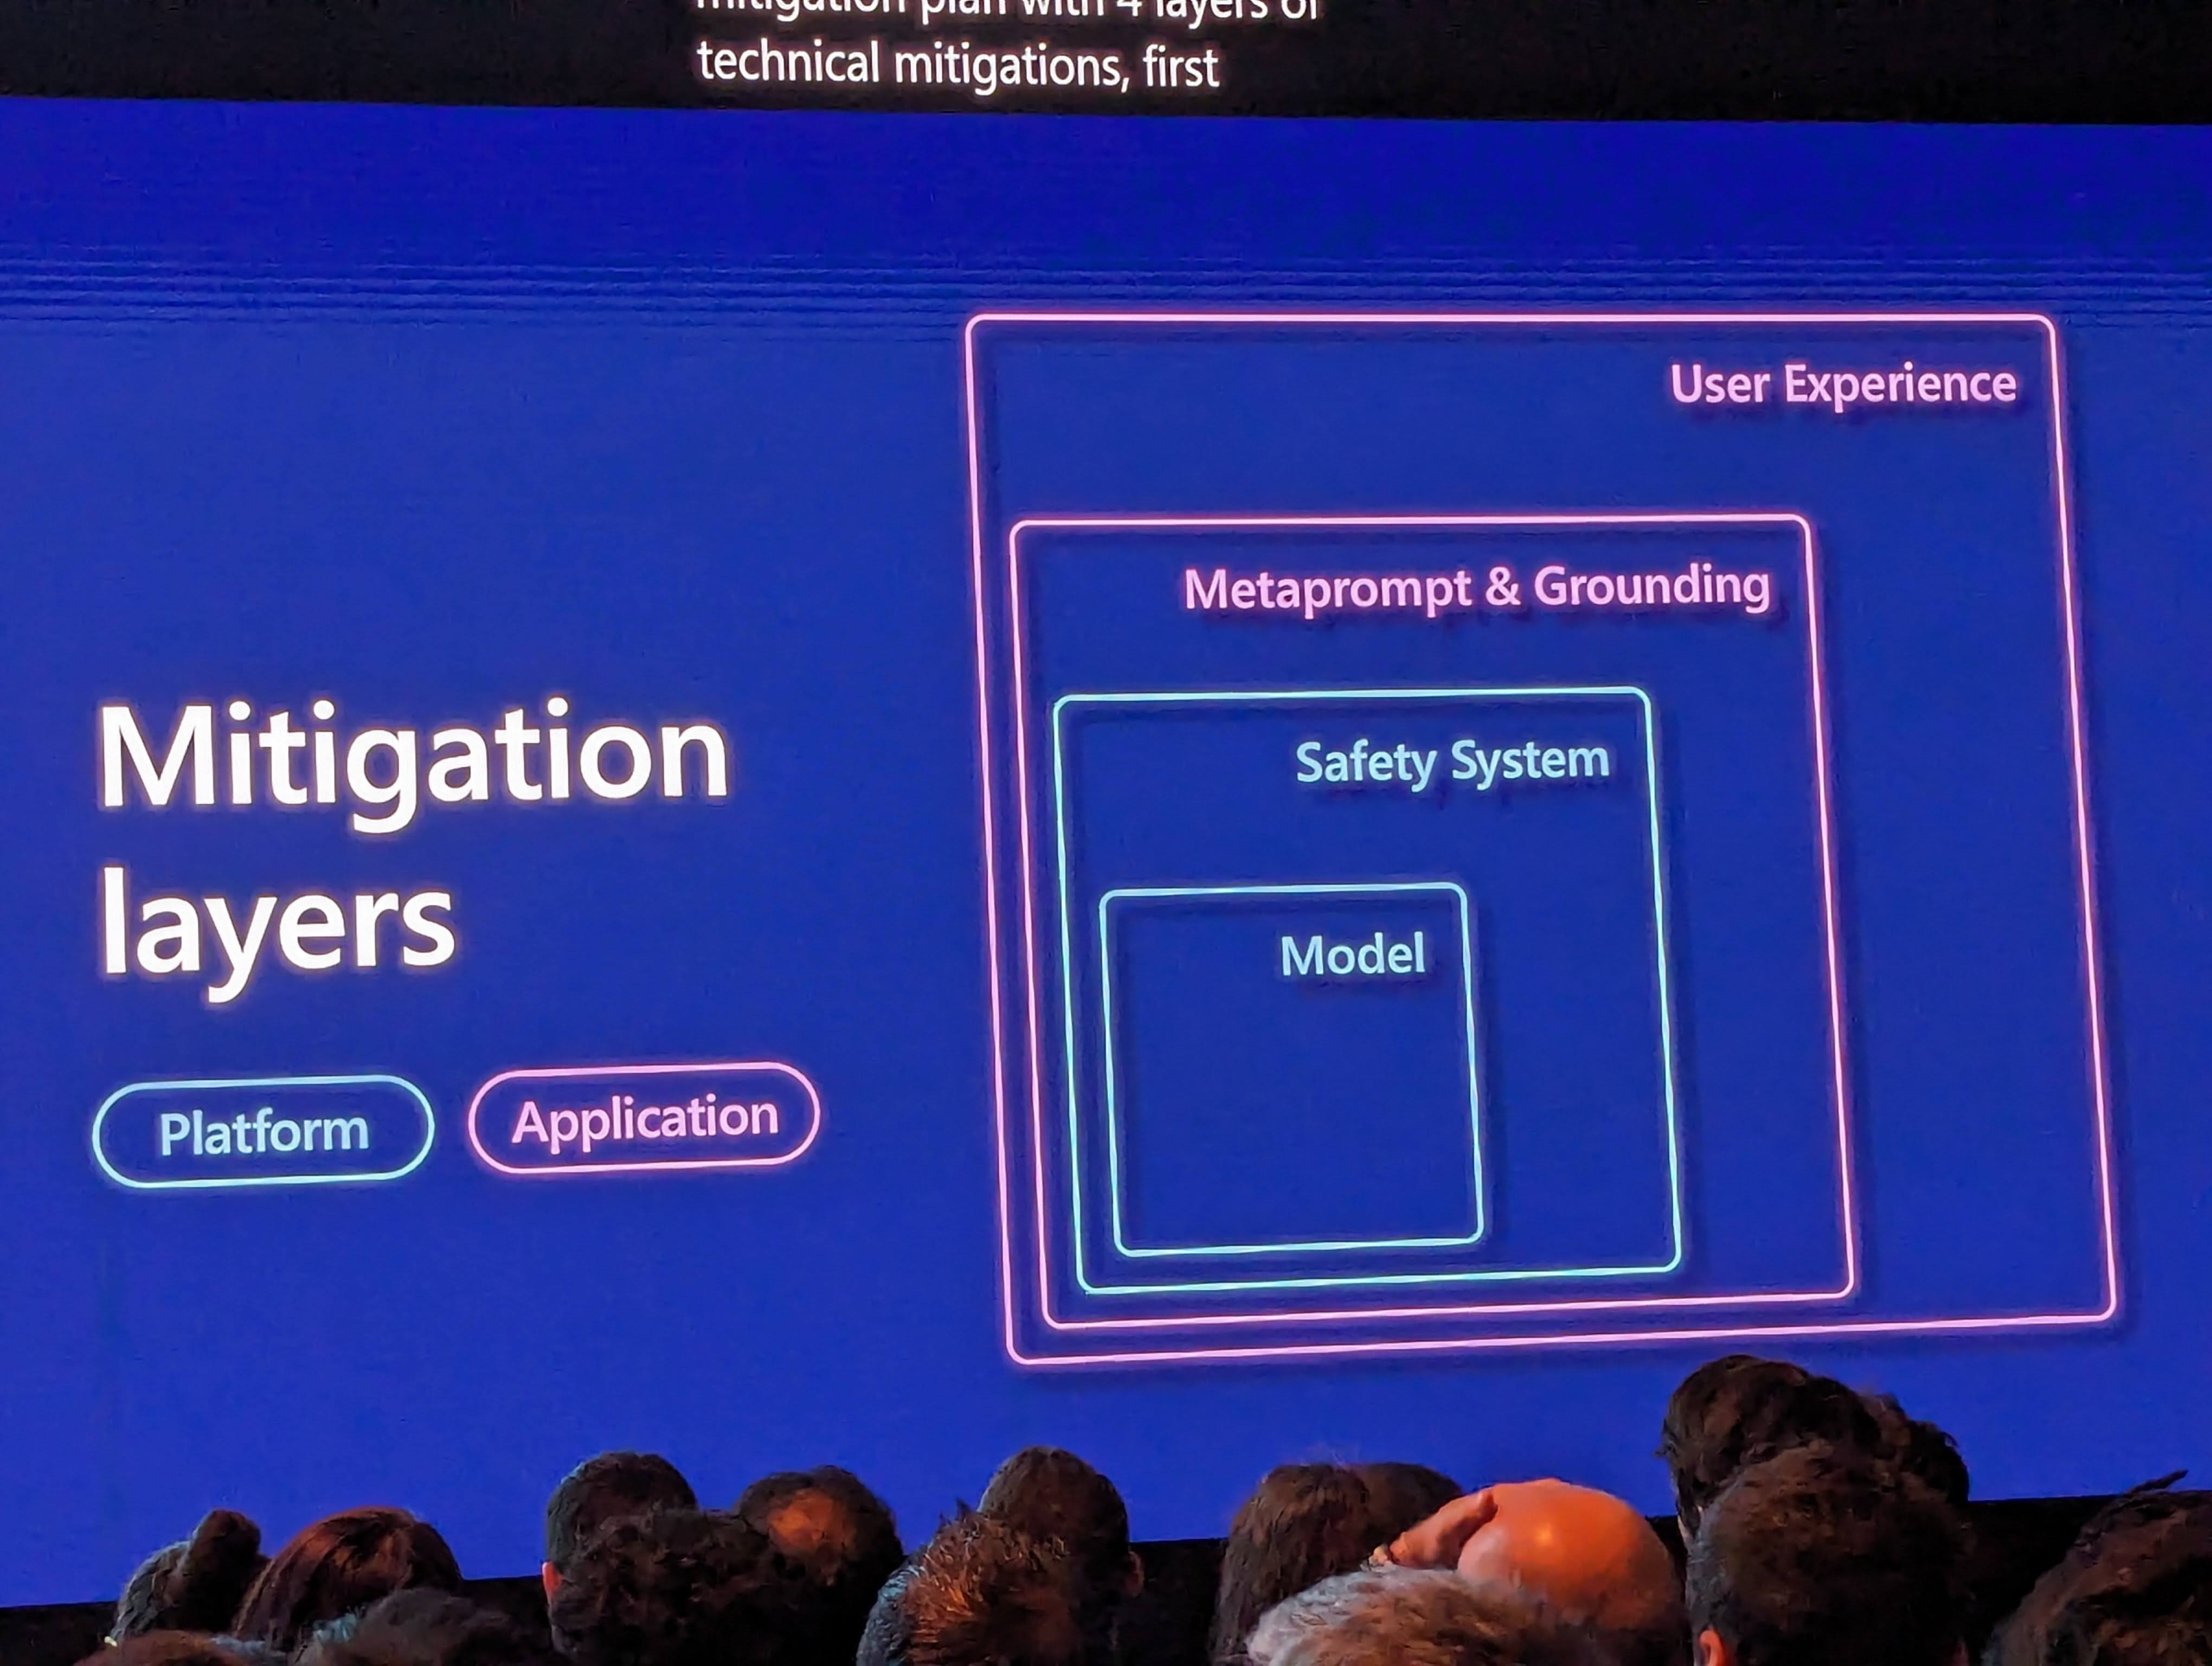 mitigation plan with 4 layers of
technical mitigations, first
User Experience
Metaprompt & Grounding
Safety System
Model
Mitigation
layers
Platform
Application